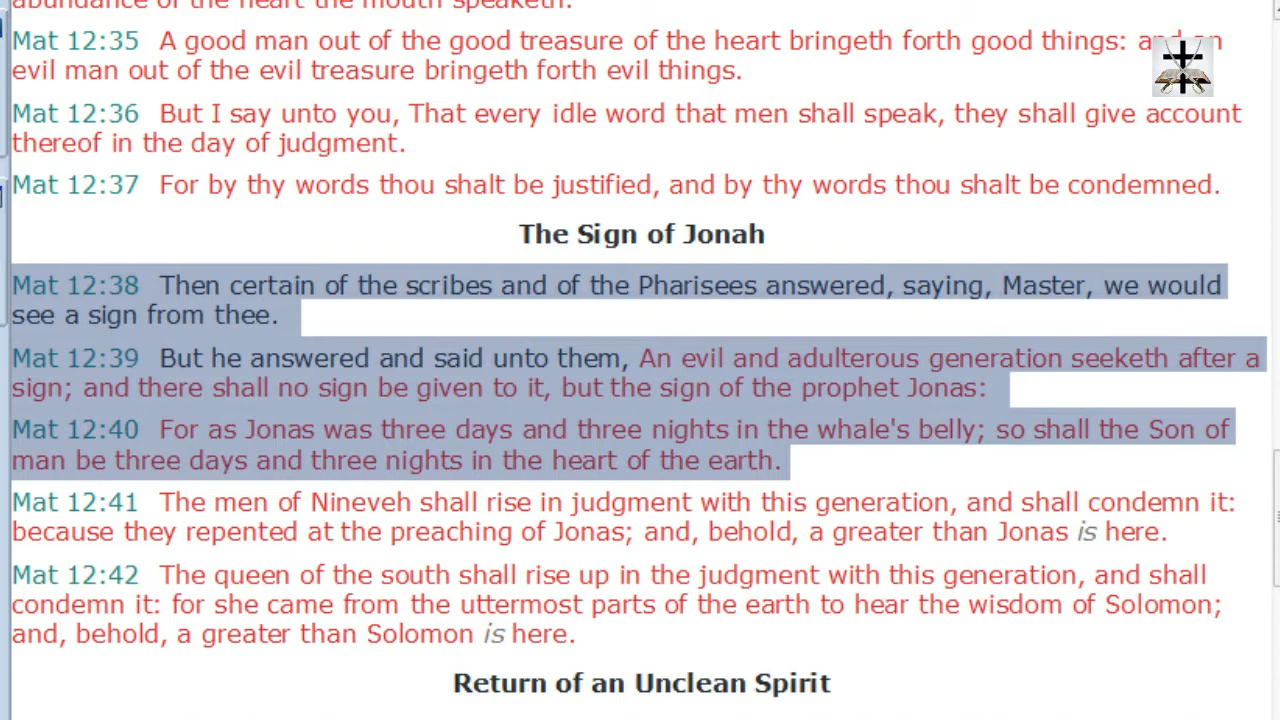 abundance of the heart the mouth speaketh.
Mat 12:35 A good man out of the good treasure of the heart bringeth forth good things: and an
evil man out of the evil treasure bringeth forth evil things.
Mat 12:36 But I say unto you, That every idle word that men shall speak, they shall give account
thereof in the day of judgment.
Mat 12:37 For by thy words thou shalt be justified, and by thy words thou shalt be condemned.
The Sign of Jonah
Mat 12:38 Then certain of the scribes and of the Pharisees answered, saying, Master, we would
see a sign from thee.
Mat 12:39 But he answered and said unto them, An evil and adulterous generation seeketh after a
sign; and there shall no sign be given to it, but the sign of the prophet Jonas:
Mat 12:40 For as Jonas was three days and three nights in the whale's belly; so shall the Son of
man be three days and three nights in the heart of the earth.
Mat 12:41 The men of Nineveh shall rise in judgment with this generation, and shall condemn it:
because they repented at the preaching of Jonas; and, behold, a greater than Jonas is here.
Mat 12:42 The queen of the south shall rise up in the judgment with this generation, and shall
condemn it: for she came from the uttermost parts of the earth to hear the wisdom of Solomon;
and, behold, a greater than Solomon is here.
Return of an Unclean Spirit